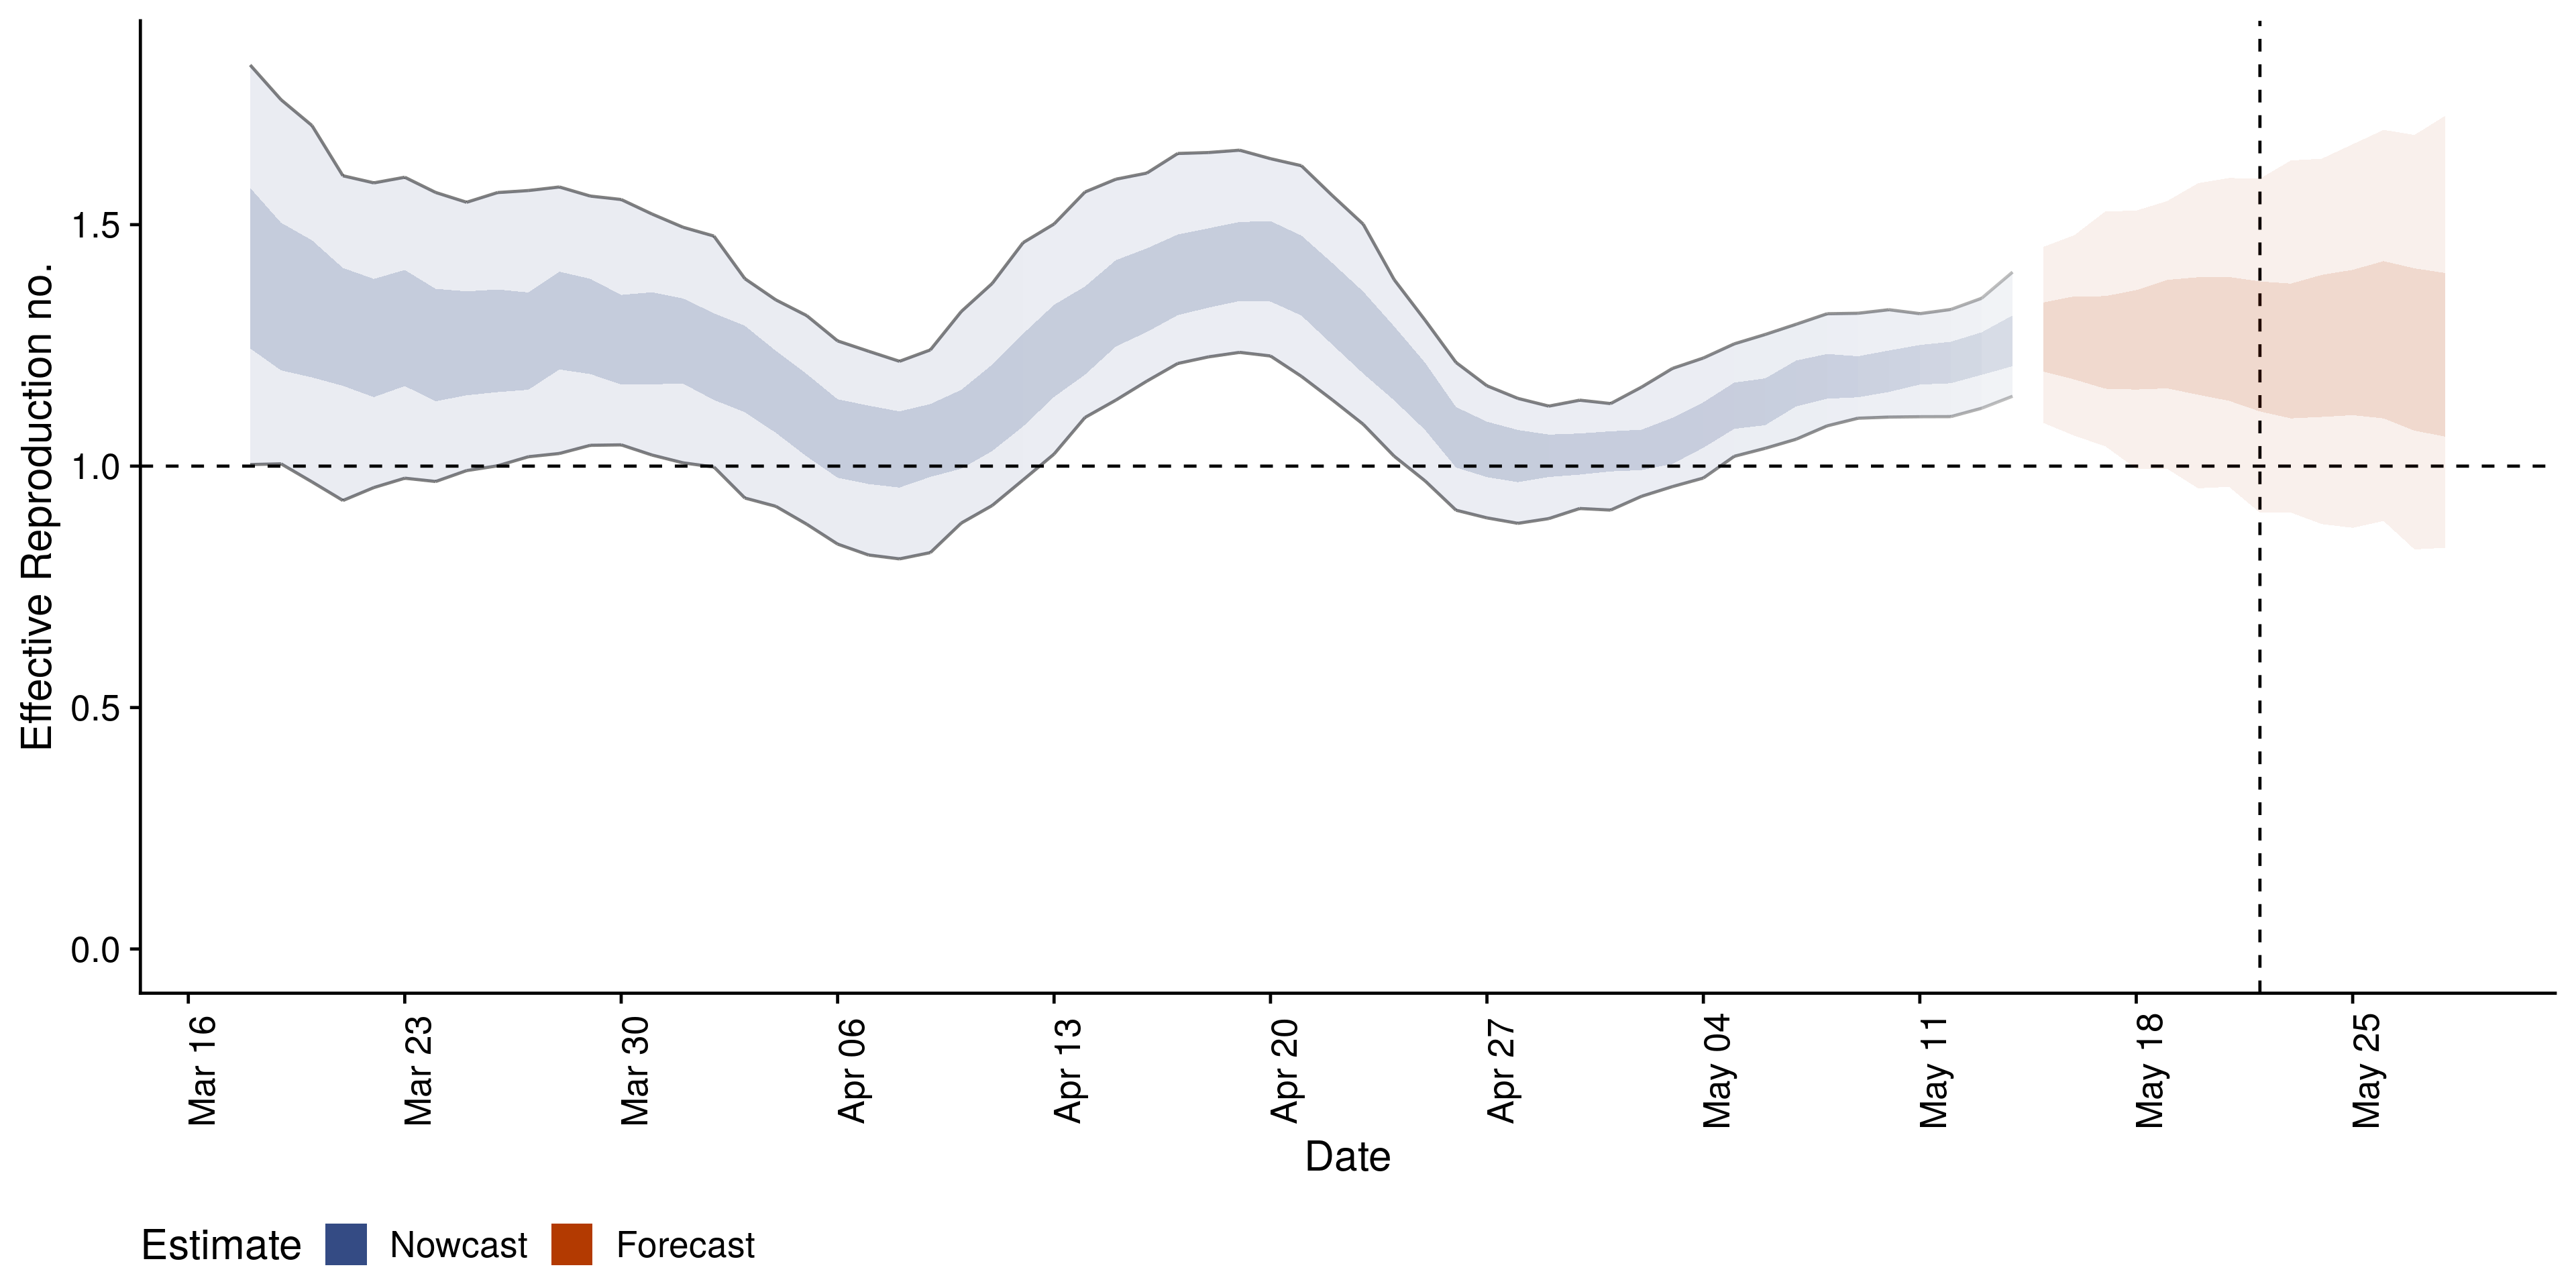 Effective Reproduction no.
1.5
1.0
0.5
0.0
Mar 16
Mar 23
Mar 30
Apr 06
Apr 13
Apr 20
Apr 27
May 04
May 11
May 18
May 25
Date
Estimate Nowcast Forecast